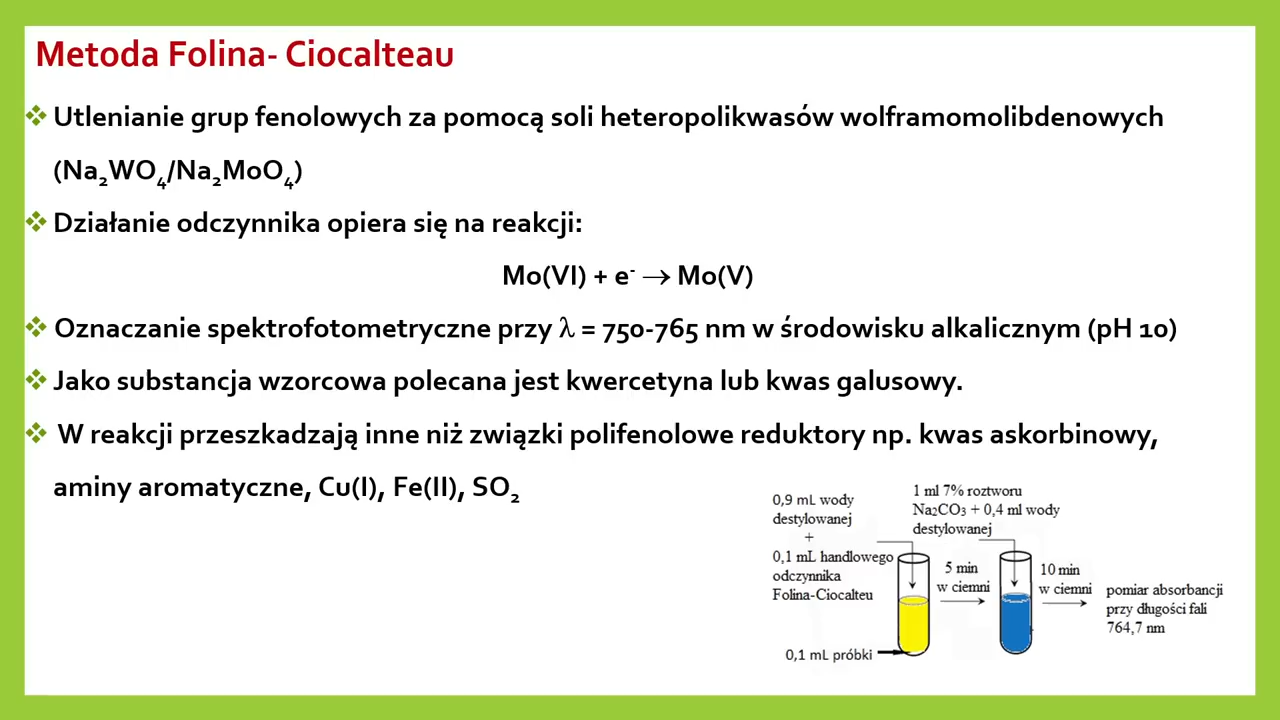 Metoda Folina- Ciocalteau
❖ Utlenianie grup fenolowych za pomocą soli heteropolikwasów wolframomolibdenowych
(Na₂WO₄/Na₂MoO₄)
❖ Działanie odczynnika opiera się na reakcji:
Mo(VI) + e⁻ → Mo(V)
❖ Oznaczanie spektrofotometryczne przy λ = 750-765 nm w środowisku alkalicznym (pH 10)
❖ Jako substancja wzorcowa polecana jest kwercetyna lub kwas galusowy.
❖ W reakcji przeszkadzają inne niż związki polifenolowe reduktory np. kwas askorbinowy,
aminy aromatyczne, Cu(I), Fe(II), SO₂
0,9 mL wody
destylowanej
+
0,1 mL handlowego
odczynnika
Folina-Ciocalteu
0,1 mL próbki
5 min
w ciemni
1 ml 7% roztworu
Na₂CO₃ + 0,4 ml wody
destylowanej
10 min
w ciemni
pomiar absorbancji
przy długości fali
764,7 nm